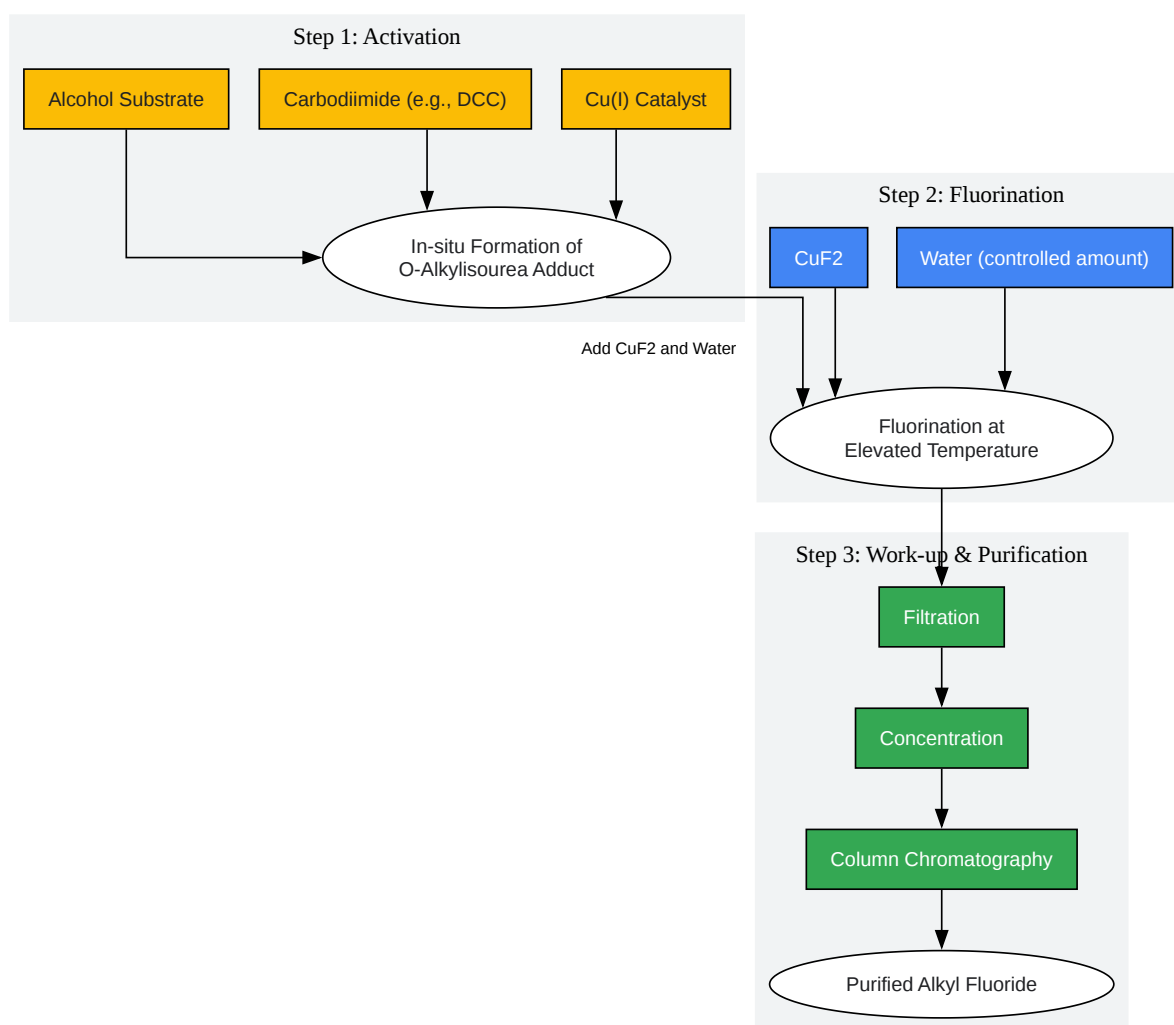 Step 1: Activation
Alcohol Substrate
Carbodiimide (e.g., DCC)
Cu(I) Catalyst
In-situ Formation of
O-Alkylisourea Adduct
Add CuF2 and Water
Step 2: Fluorination
CuF2
Water (controlled amount)
Fluorination at
Elevated Temperature
Step 3: Work-up & Purification
Filtration
Concentration
Column Chromatography
Purified Alkyl Fluoride